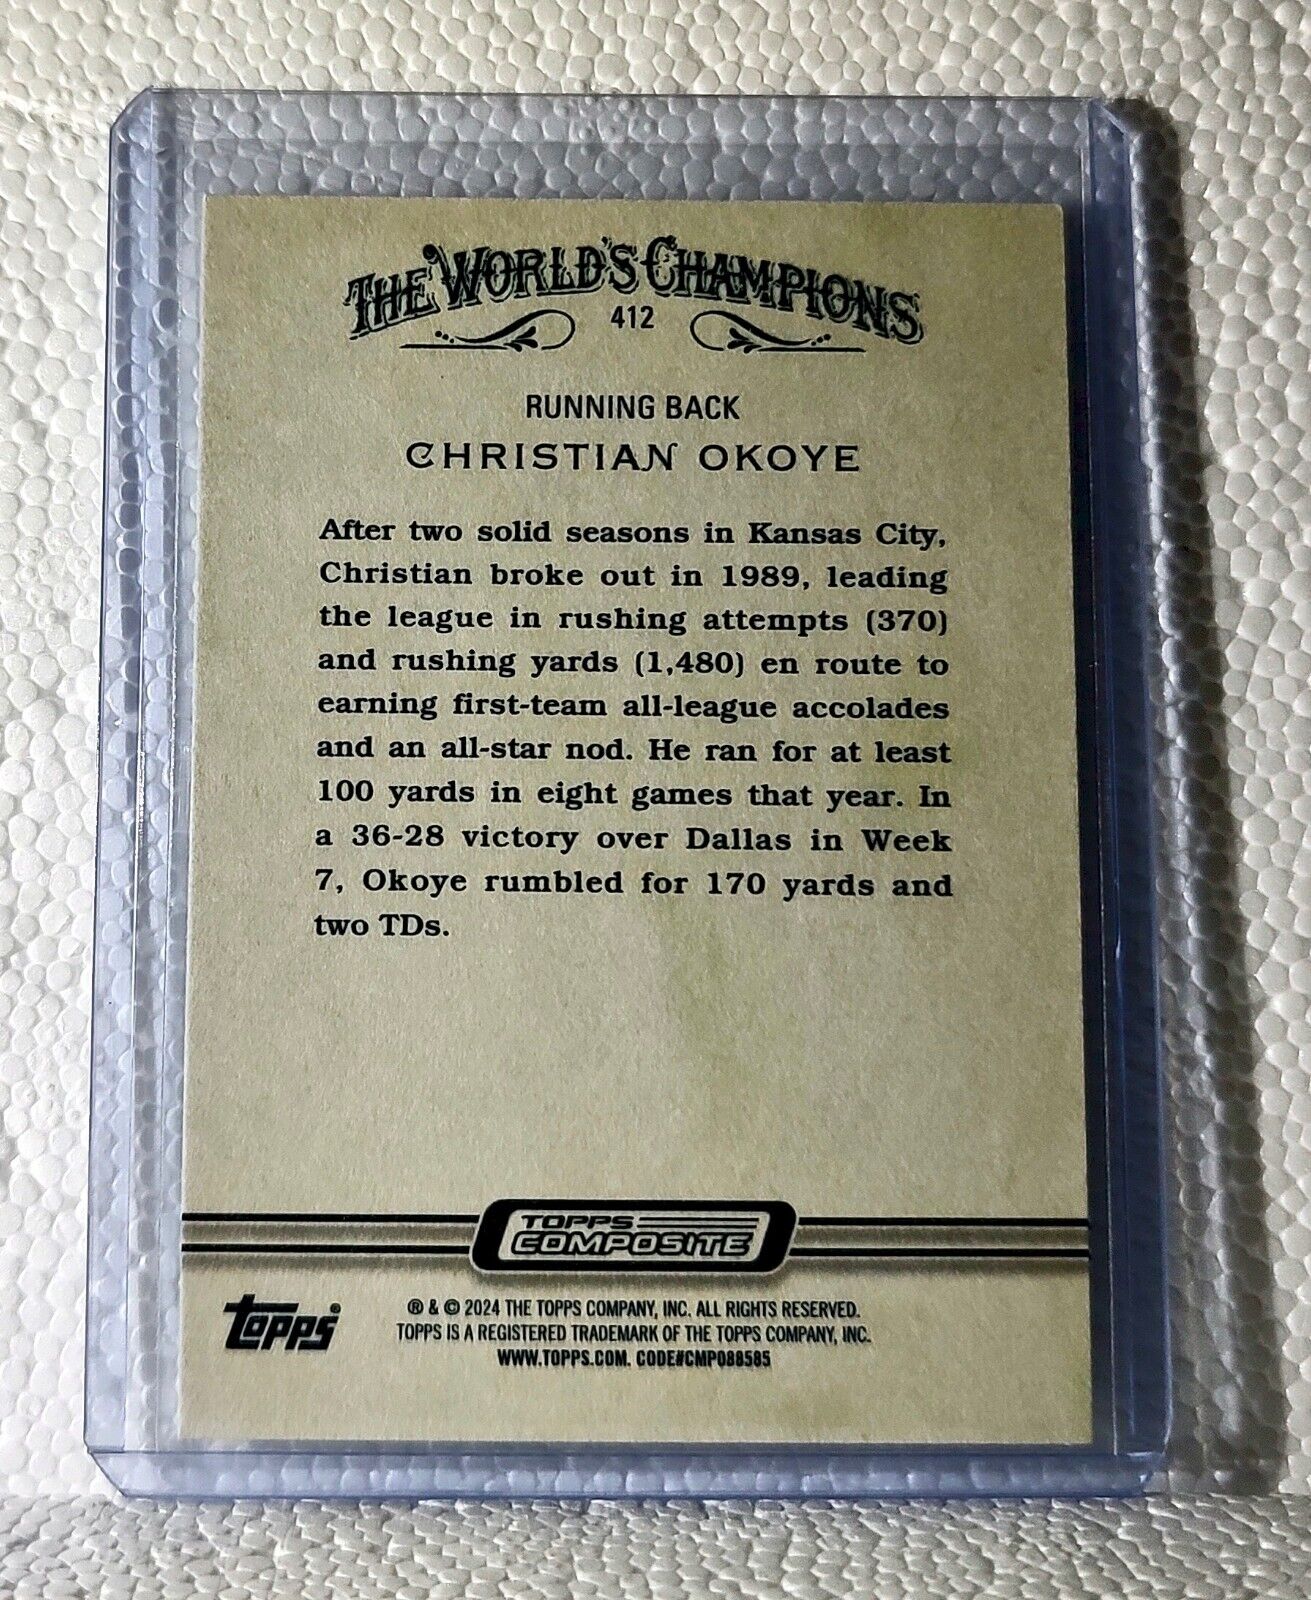 THE WORLD'S CHAMPIONS
412
RUNNING BACK
CHRISTIAN OKOYE
After two solid seasons in Kansas City,
Christian broke out in 1989, leading
the league in rushing attempts (370)
and rushing yards (1,480) en route to
earning first-team all-league accolades
and an all-star nod. He ran for at least
100 yards in eight games that year. In
a 36-28 victory over Dallas in Week
7, Okoye rumbled for 170 yards and
two TDs.
TOPPS
COMPOSITE
topps®
® & © 2024 THE TOPPS COMPANY, INC. ALL RIGHTS RESERVED.
TOPPS IS A REGISTERED TRADEMARK OF THE TOPPS COMPANY, INC.
WWW.TOPPS.COM. CODE#CMP088585